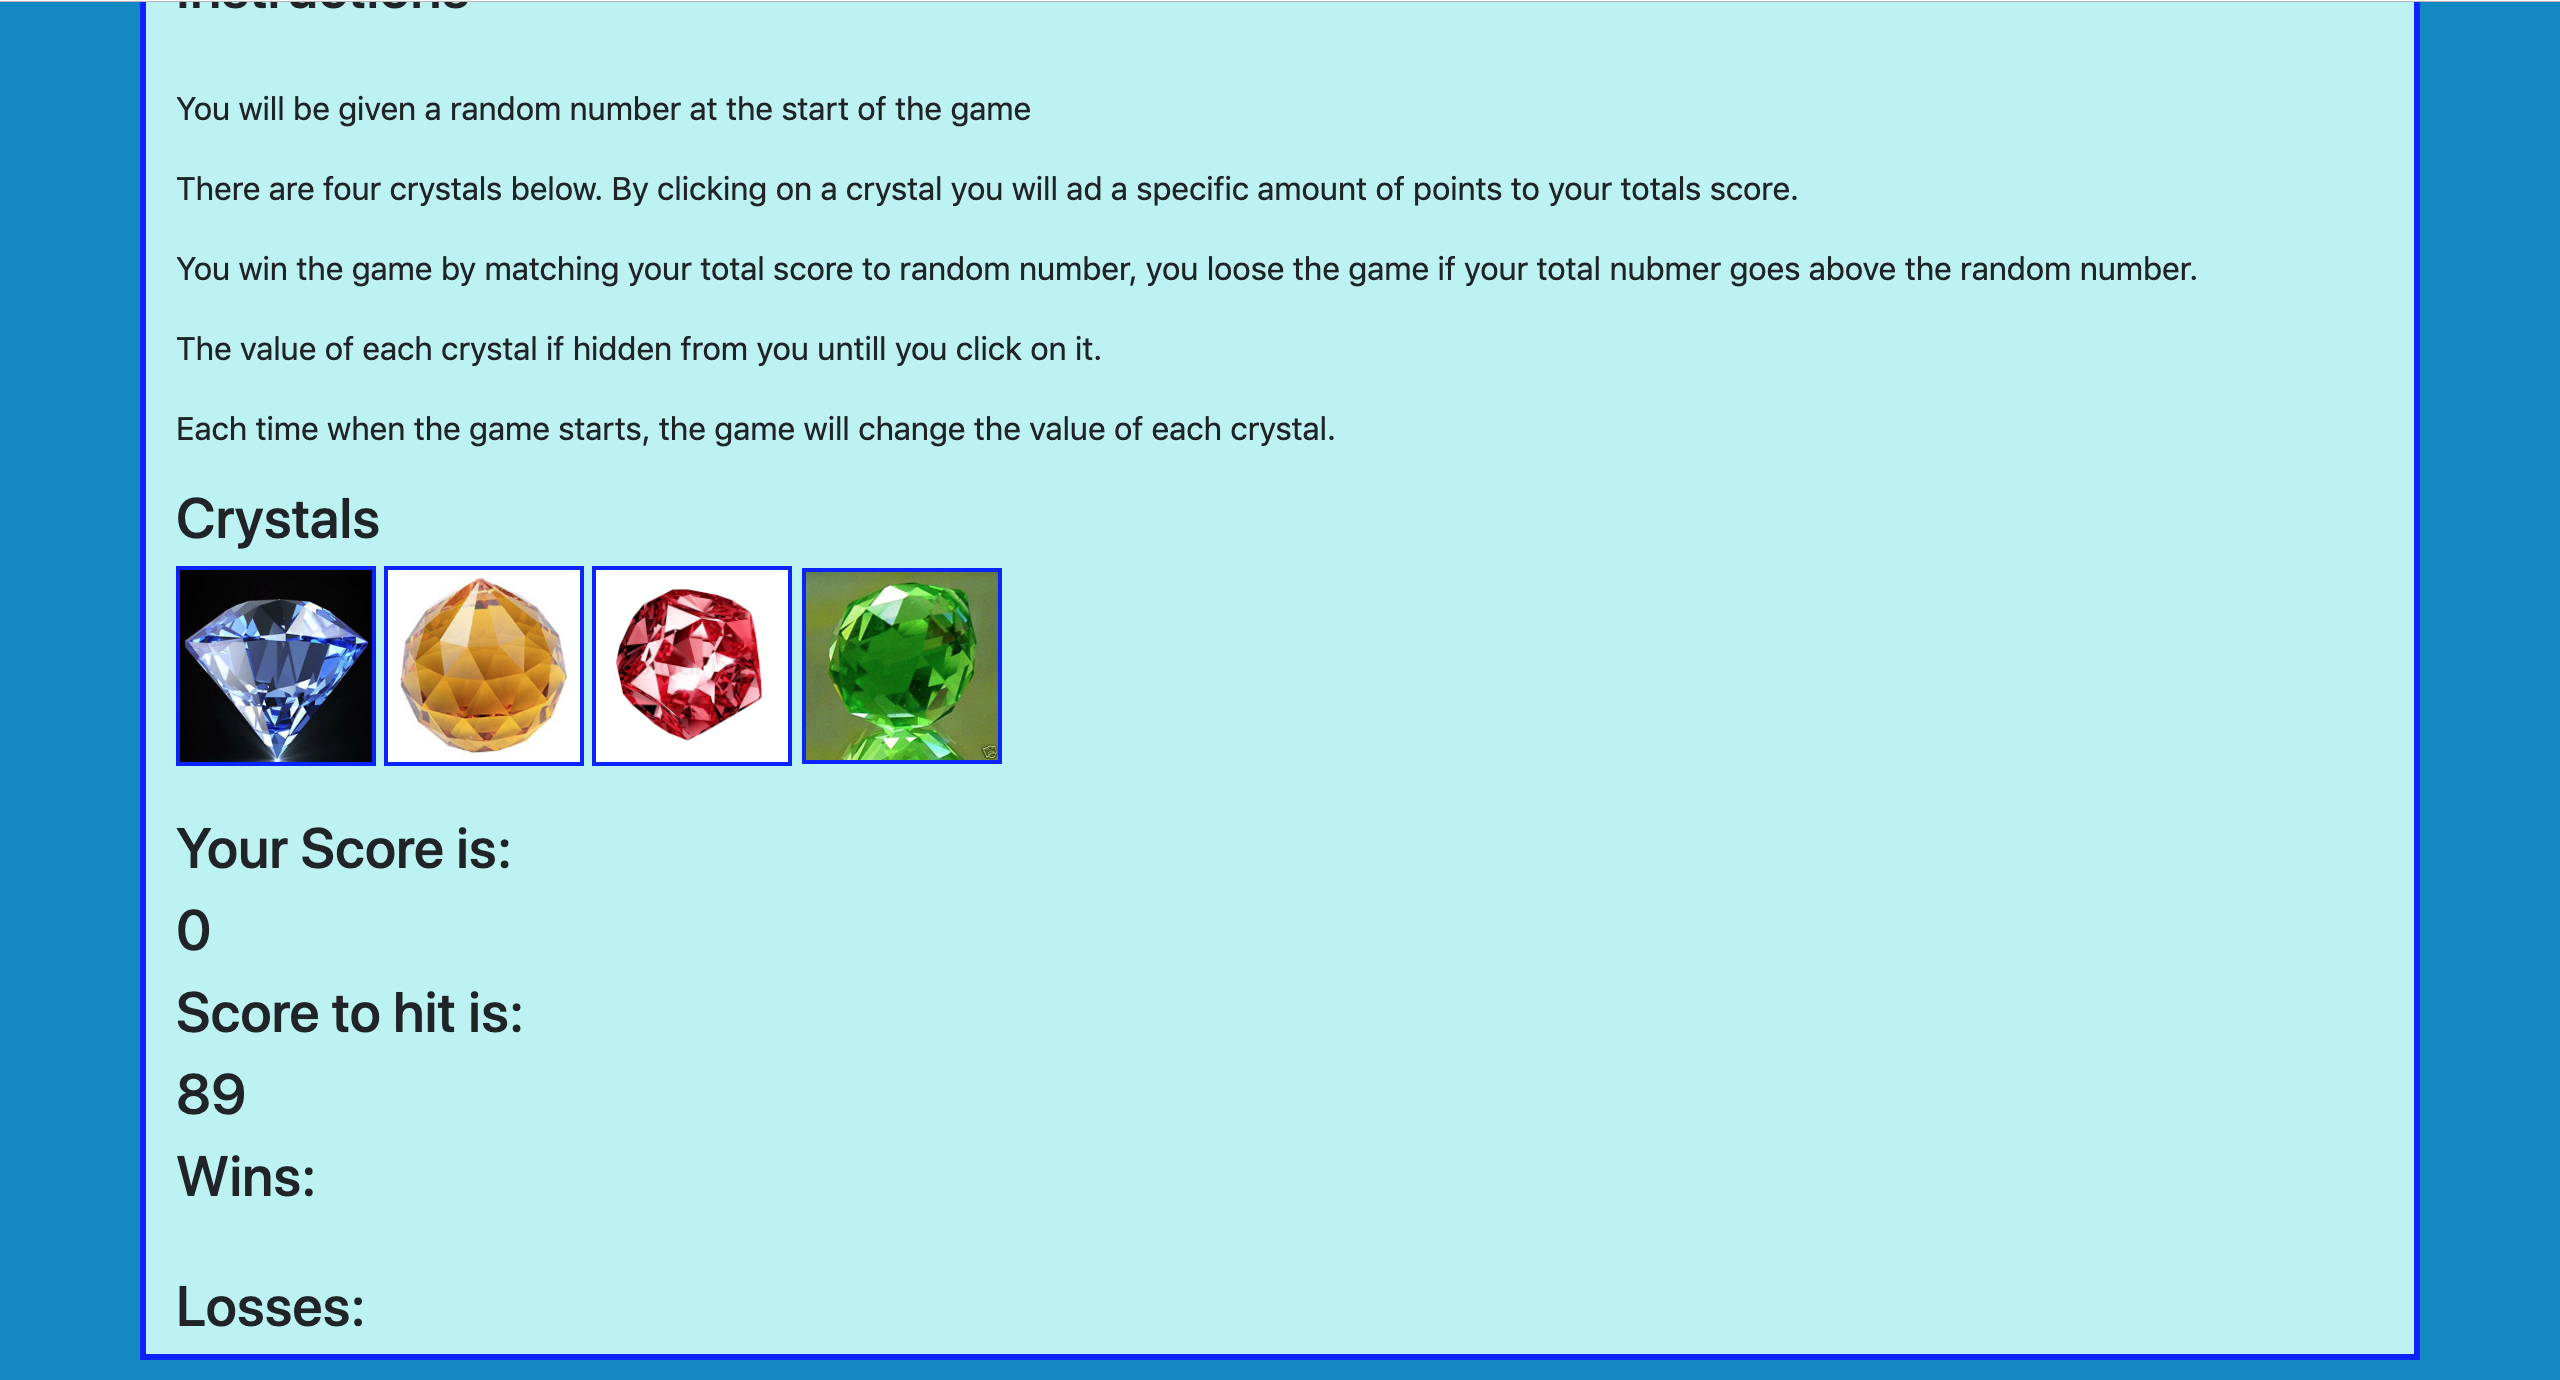 Instructions
You will be given a random number at the start of the game
There are four crystals below. By clicking on a crystal you will ad a specific amount of points to your totals score.
You win the game by matching your total score to random number, you loose the game if your total nubmer goes above the random number.
The value of each crystal if hidden from you untill you click on it.
Each time when the game starts, the game will change the value of each crystal.
Crystals
Your Score is:
0
Score to hit is:
89
Wins:
Losses: